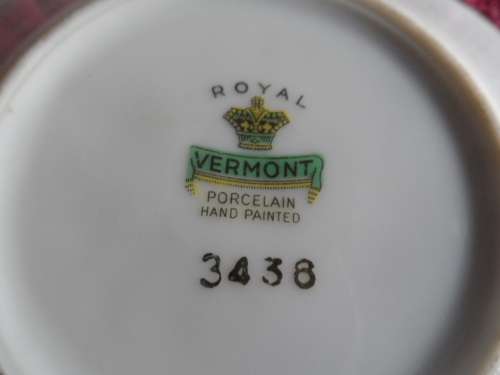 ROYAL
VERMONT
PORCELAIN
HAND PAINTED
3438